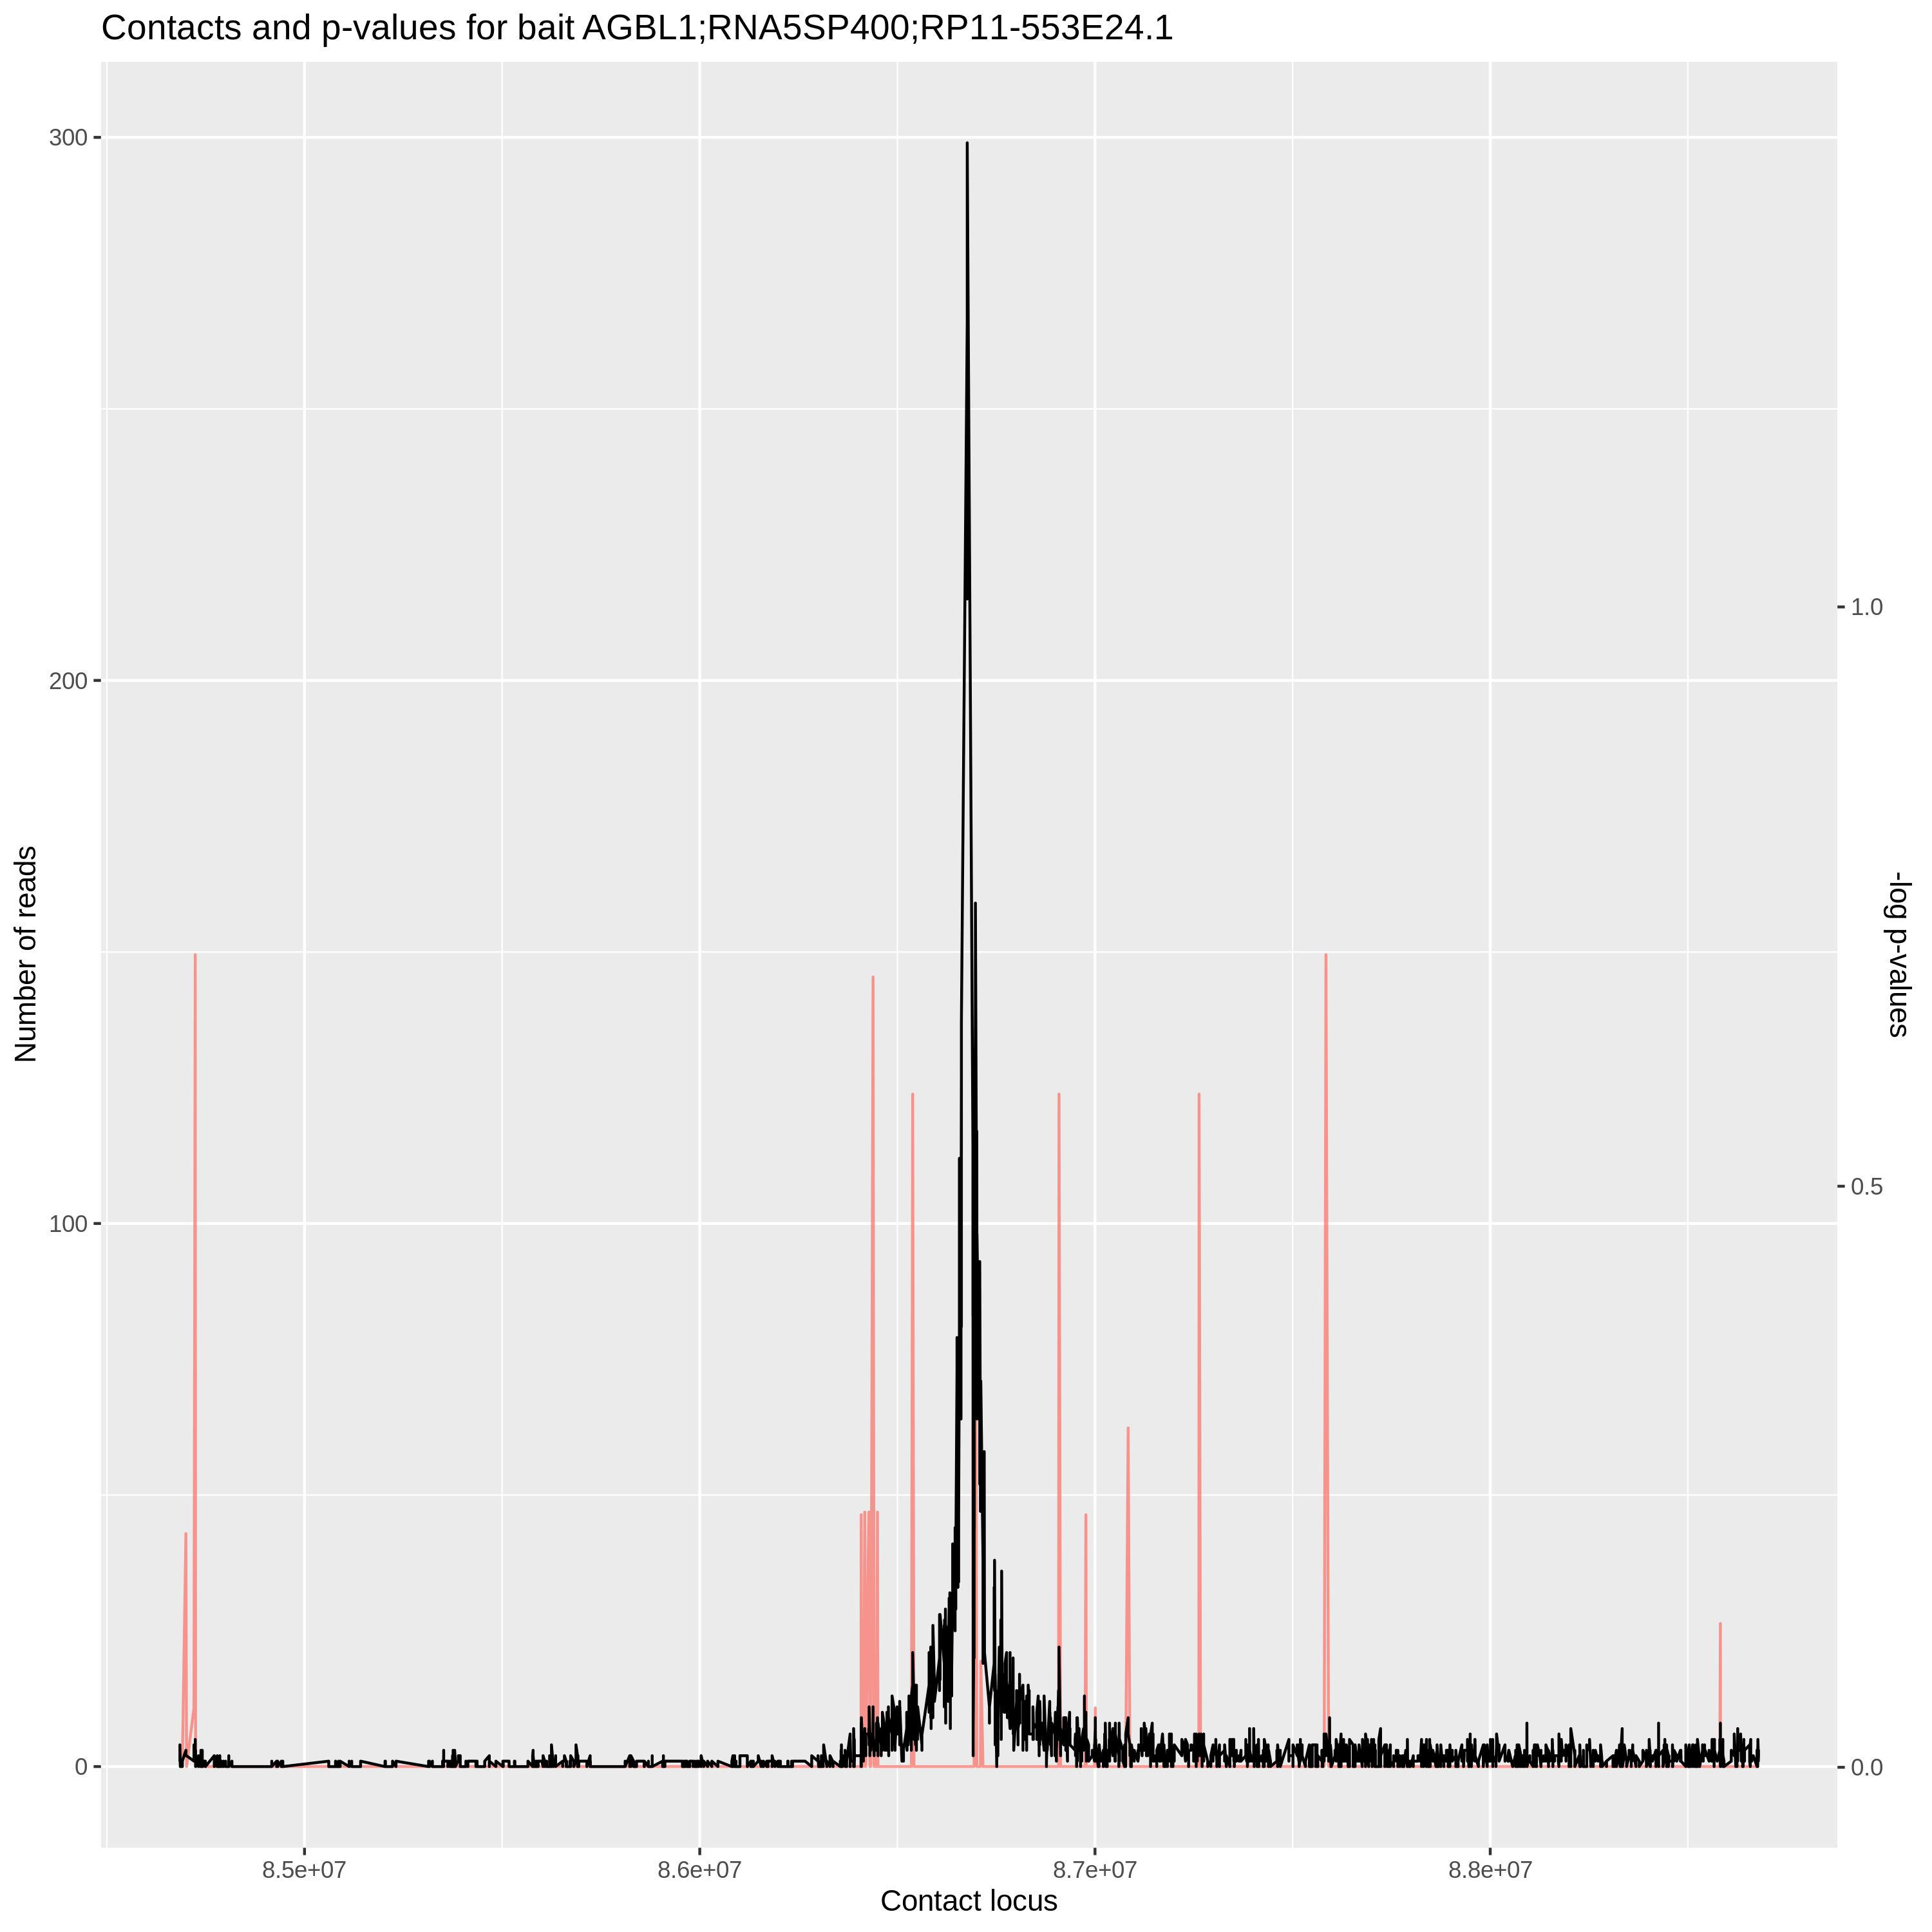 Contacts and p-values for bait AGBL1;RNA5SP400;RP11-553E24.1
300
200
100
0
Number of reads
1.0
0.5
0.0
-log p-values
8.5e+07
8.6e+07
8.7e+07
8.8e+07
Contact locus